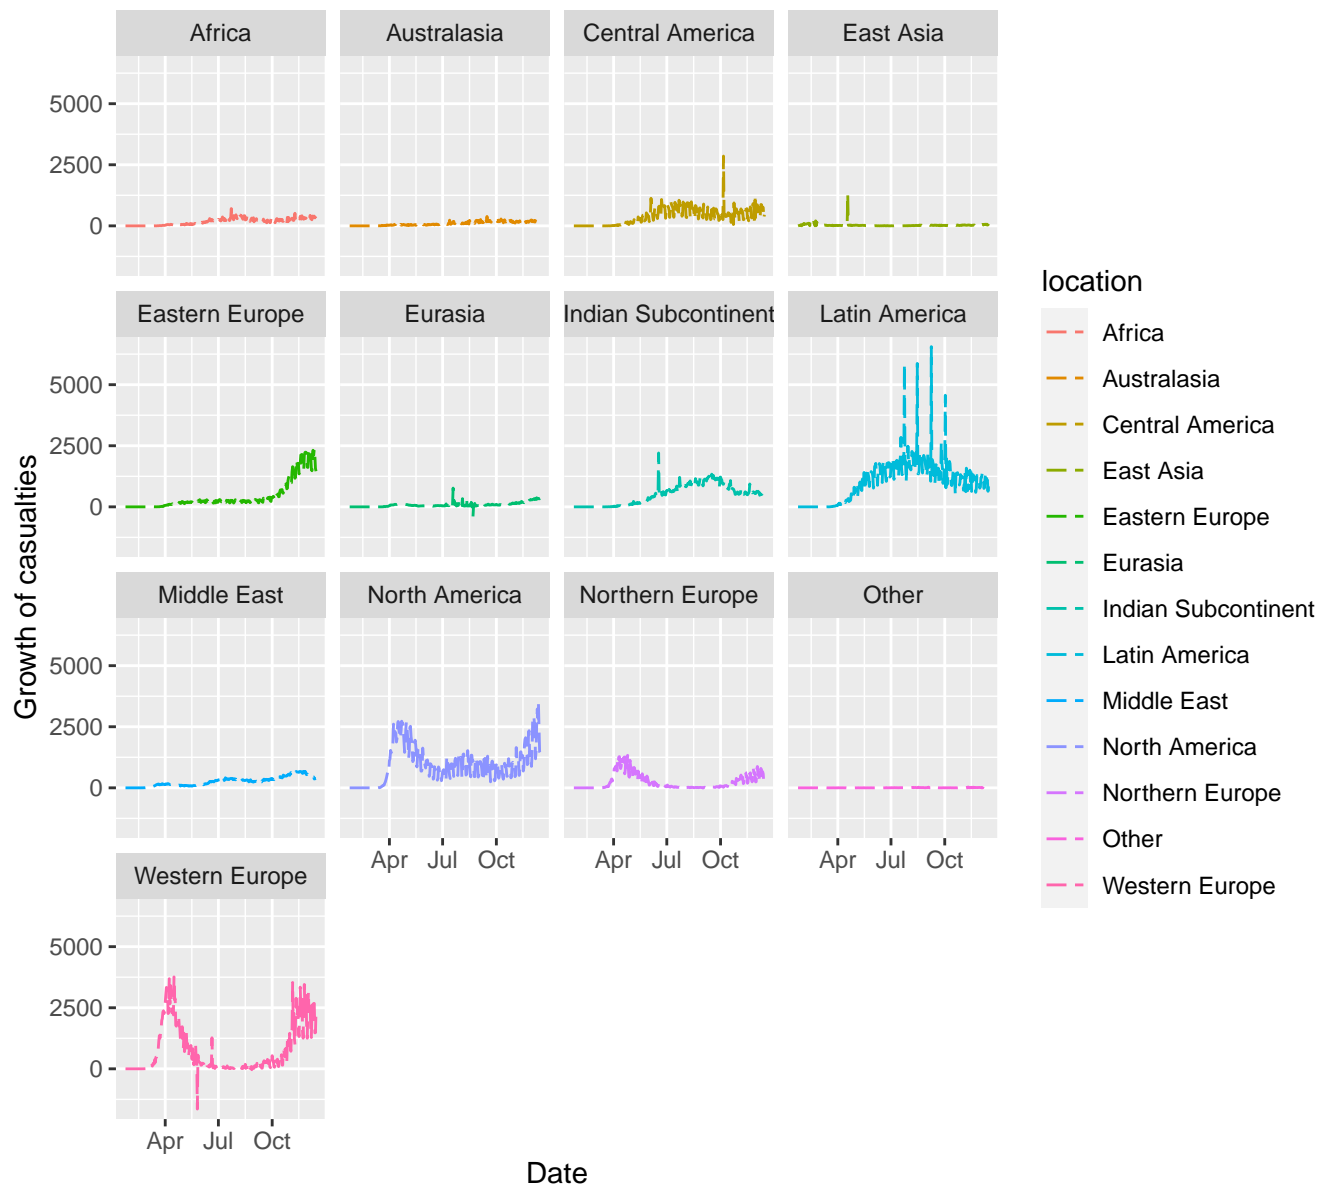 Africa
Australasia
Central America
East Asia
5000
2500
0
Eastern Europe
Eurasia
Indian Subcontinent
Latin America
5000
2500
0
Middle East
North America
Northern Europe
Other
5000
2500
0
Apr Jul Oct
Apr Jul Oct
Apr Jul Oct
Western Europe
5000
2500
0
Apr Jul Oct
Date
Growth of casualties
location
Africa
Australasia
Central America
East Asia
Eastern Europe
Eurasia
Indian Subcontinent
Latin America
Middle East
North America
Northern Europe
Other
Western Europe